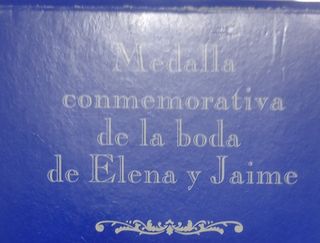 Medalla
conmemorativa
de la boda
de Elena y Jaime